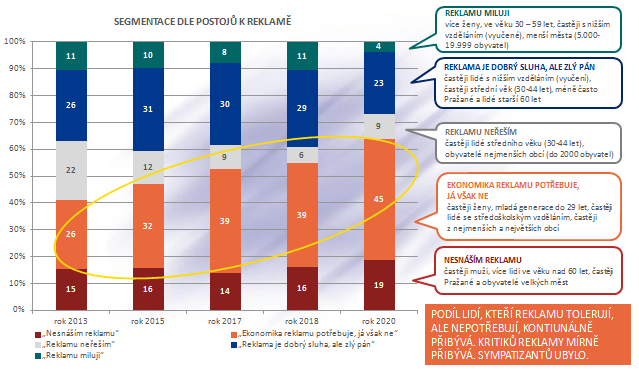 SEGMENTACE DLE POSTOJŮ K REKLAMĚ
100%
90%
80%
70%
60%
50%
40%
30%
20%
10%
0%
11
26
22
26
15
10
31
12
32
16
8
30
9
39
14
11
29
6
39
16
4
23
9
45
19
rok 2013
rok 2015
rok 2017
rok 2018
rok 2020
„Nesnáším reklamu"
„Ekonomika reklamu potřebuje, já však ne"
„Reklamu neřeším"
„Reklama je dobrý sluha, ale zlý pán"
„Reklamu miluji"
REKLAMU MILUJI
více ženy, ve věku 30 – 59 let, častěji s nižším
vzděláním (vyučené), menší města (5.000-
19.999 obyvatel)
REKLAMA JE DOBRÝ SLUHA, ALE ZLÝ PÁN
častěji lidé s nižším vzděláním (vyučení),
častěji střední věk (30-44 let), méně často
Pražané a lidé starší 60 let
REKLAMU NEŘEŠÍM
častěji lidé středního věku (30-44 let),
obyvatelé nejmenších obcí (do 2000 obyvatel)
EKONOMIKA REKLAMU POTŘEBUJE,
JÁ VŠAK NE
častěji ženy, mladá generace do 29 let, častěji
lidé se středoškolským vzděláním, častěji
z nejmenších a největších obcí
NESNÁŠÍM REKLAMU
častěji muži, více lidí ve věku nad 60 let, častěji
Pražané a obyvatelé velkých měst
PODÍL LIDÍ, KTEŘÍ REKLAMU TOLERUJÍ,
ALE NEPOTŘEBUJÍ, KONTIUNÁLNĚ
PŘIBÝVÁ. KRITIKŮ REKLAMY MÍRNĚ
PŘIBÝVÁ. SYMPATIZANTŮ UBYLO.